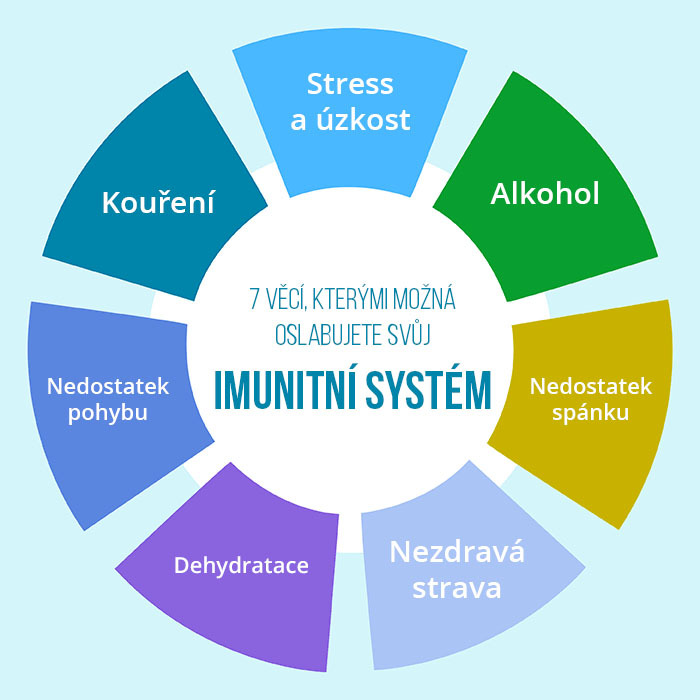 Stress
a úzkost
Alkohol
Kouření
7 VĚCÍ, KTERÝMI MOŽNÁ
OSLABUJETE SVŮJ
IMUNITNÍ SYSTÉM
Nedostatek
pohybu
Nedostatek
spánku
Dehydratace
Nezdravá
strava